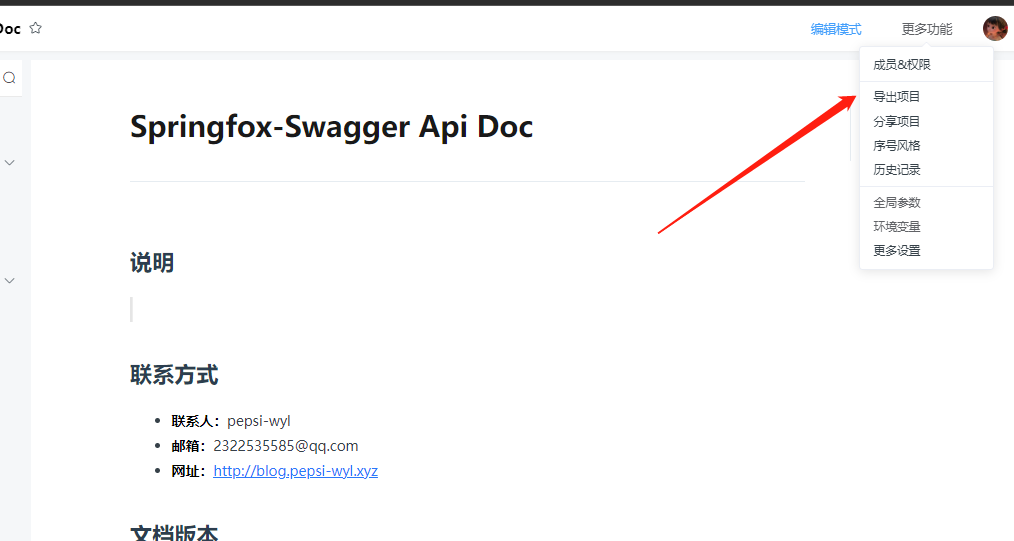 Doc
编辑模式
更多功能
成员&权限
导出项目
分享项目
序号风格
历史记录
全局参数
环境变量
更多设置
Springfox-Swagger Api Doc
说明
联系方式
联系人：pepsi-wyl
邮箱：2322535585@qq.com
网址：http://blog.pepsi-wyl.xyz
文档版本